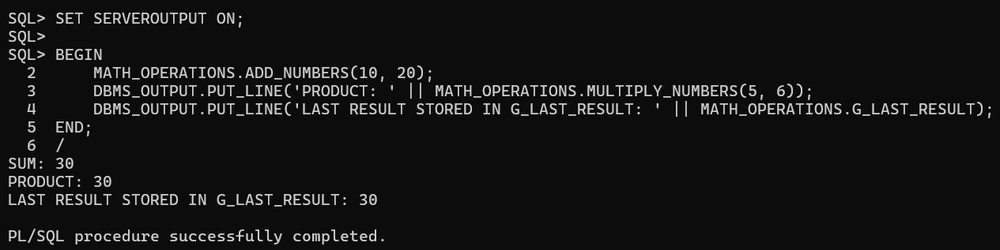 SQL> SET SERVEROUTPUT ON;
SQL>
SQL> BEGIN
  2      MATH_OPERATIONS.ADD_NUMBERS(10, 20);
  3      DBMS_OUTPUT.PUT_LINE('PRODUCT: ' || MATH_OPERATIONS.MULTIPLY_NUMBERS(5, 6));
  4      DBMS_OUTPUT.PUT_LINE('LAST RESULT STORED IN G_LAST_RESULT: ' || MATH_OPERATIONS.G_LAST_RESULT);
  5  END;
  6  /
SUM: 30
PRODUCT: 30
LAST RESULT STORED IN G_LAST_RESULT: 30

PL/SQL procedure successfully completed.